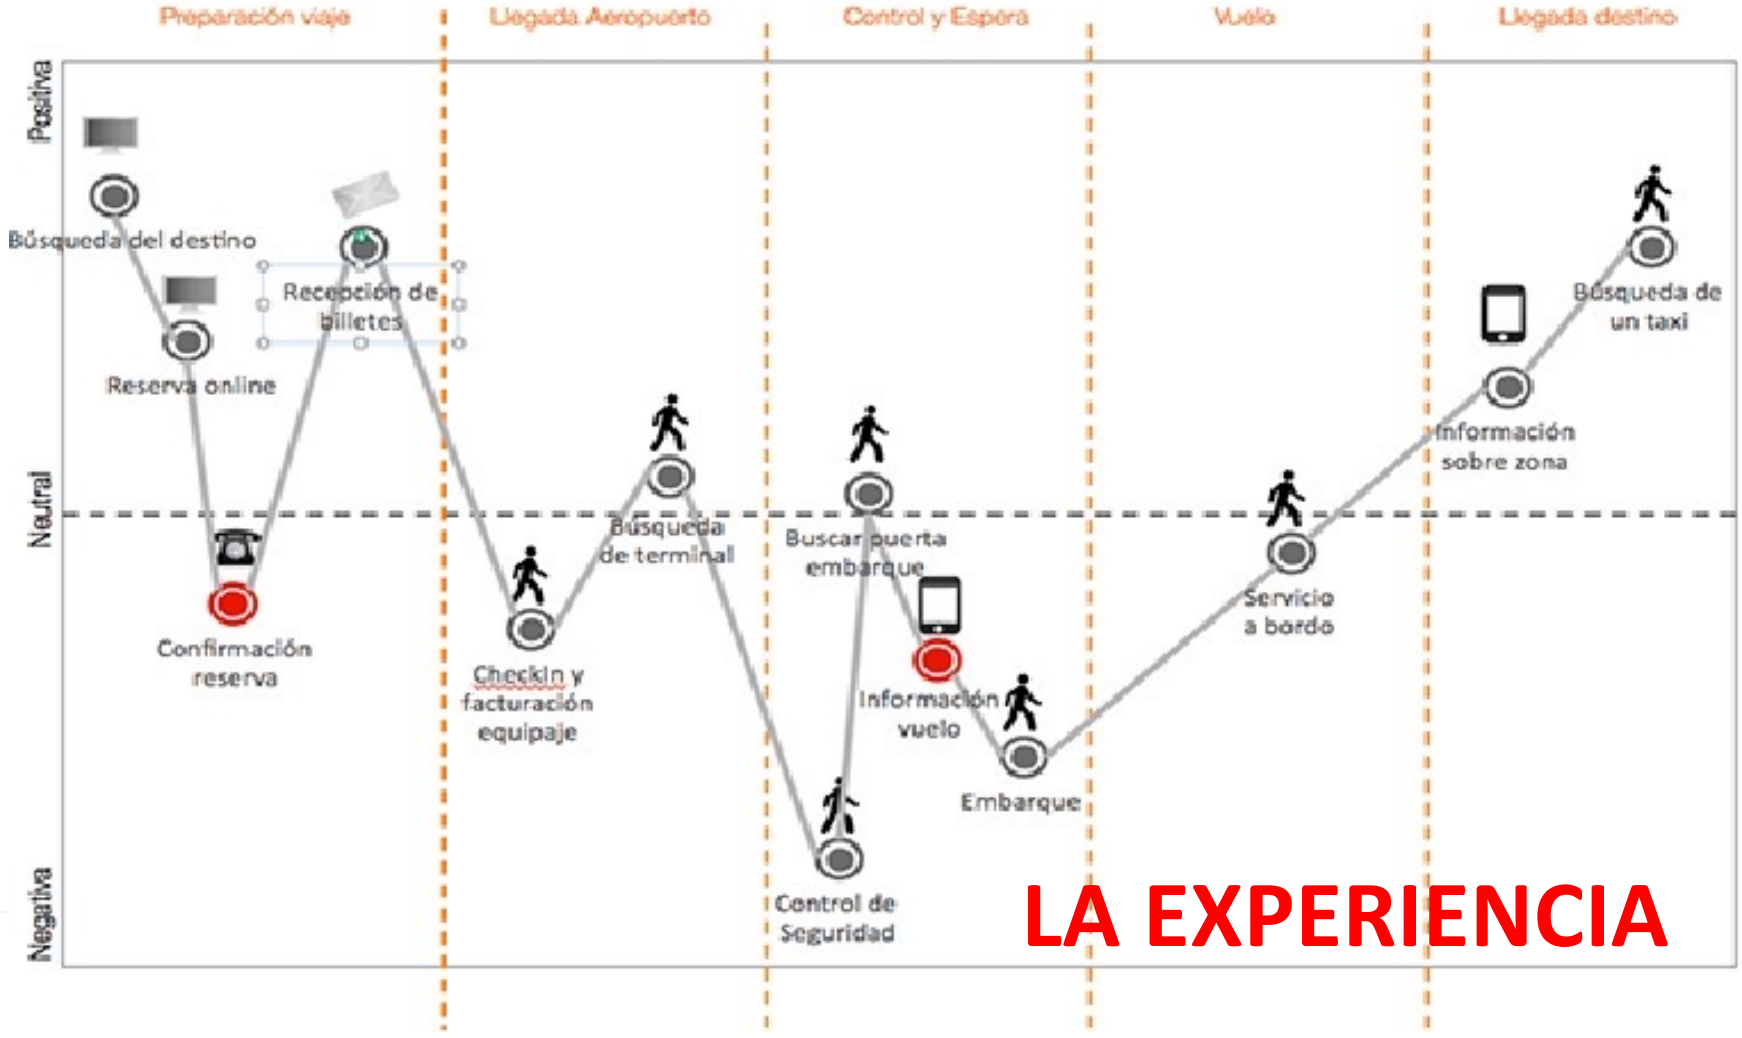 Preparación viaje
Llegada Aeropuerto
Control y Espera
Vuelo
Llegada destino
Positiva
Neutral
Negativa
Búsqueda del destino
Reserva online
Confirmación
reserva
Recepción de
billetes
CheckIn y
facturación
equipaje
Búsqueda
de terminal
Control de
Seguridad
Buscar puerta
embarque
Información
vuelo
Embarque
Servicio
a bordo
Información
sobre zona
Búsqueda de
un taxi
LA EXPERIENCIA